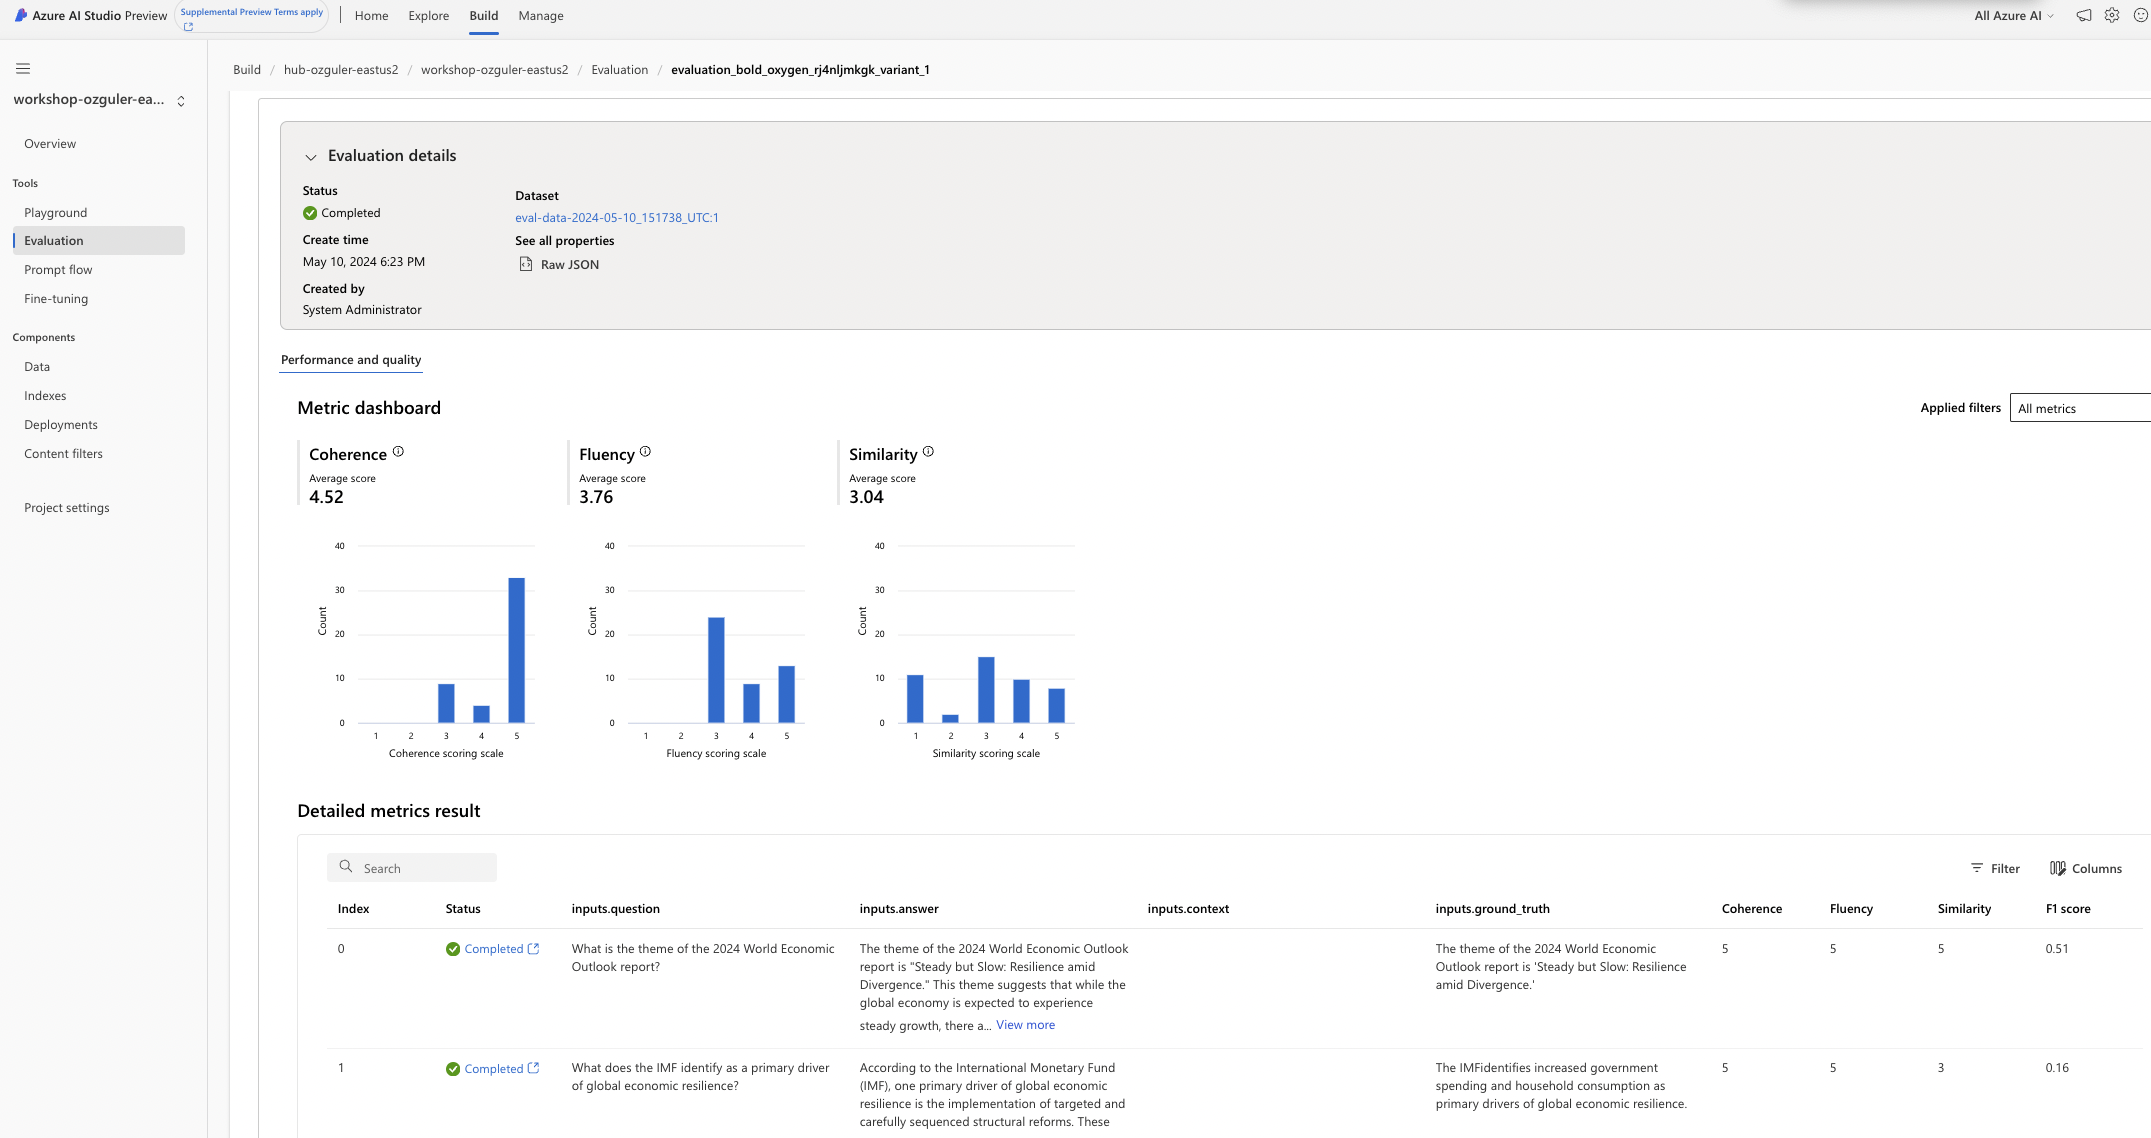 Azure AI Studio Preview
Supplemental Preview Terms apply
Home
Explore
Build
Manage
All Azure AI
workshop-ozguler-ea...
Overview
Tools
Playground
Evaluation
Prompt flow
Fine-tuning
Components
Data
Indexes
Deployments
Content filters
Project settings
Build / hub-ozguler-eastus2 / workshop-ozguler-eastus2 / Evaluation / evaluation_bold_oxygen_rj4nljmkgk_variant_1
Evaluation details
Status
Completed
Create time
May 10, 2024 6:23 PM
Created by
System Administrator
Dataset
eval-data-2024-05-10_151738_UTC:1
See all properties
Raw JSON
Performance and quality
Metric dashboard
Applied filters
All metrics
Coherence
Average score
4.52
40
30
20
10
0
Count
1 2 3 4 5
Coherence scoring scale
Fluency
Average score
3.76
40
30
20
10
0
Count
1 2 3 4 5
Fluency scoring scale
Similarity
Average score
3.04
40
30
20
10
0
Count
1 2 3 4 5
Similarity scoring scale
Detailed metrics result
Search
Filter
Columns
Index
Status
inputs.question
inputs.answer
inputs.context
inputs.ground_truth
Coherence
Fluency
Similarity
F1 score
0
Completed
What is the theme of the 2024 World Economic
Outlook report?
The theme of the 2024 World Economic Outlook
report is "Steady but Slow: Resilience amid
Divergence." This theme suggests that while the
global economy is expected to experience
steady growth, there a... View more
The theme of the 2024 World Economic
Outlook report is 'Steady but Slow: Resilience
amid Divergence.'
5
5
5
0.51
1
Completed
What does the IMF identify as a primary driver
of global economic resilience?
According to the International Monetary Fund
(IMF), one primary driver of global economic
resilience is the implementation of targeted and
carefully sequenced structural reforms. These
The IMFidentifies increased government
spending and household consumption as
primary drivers of global economic resilience.
5
5
3
0.16